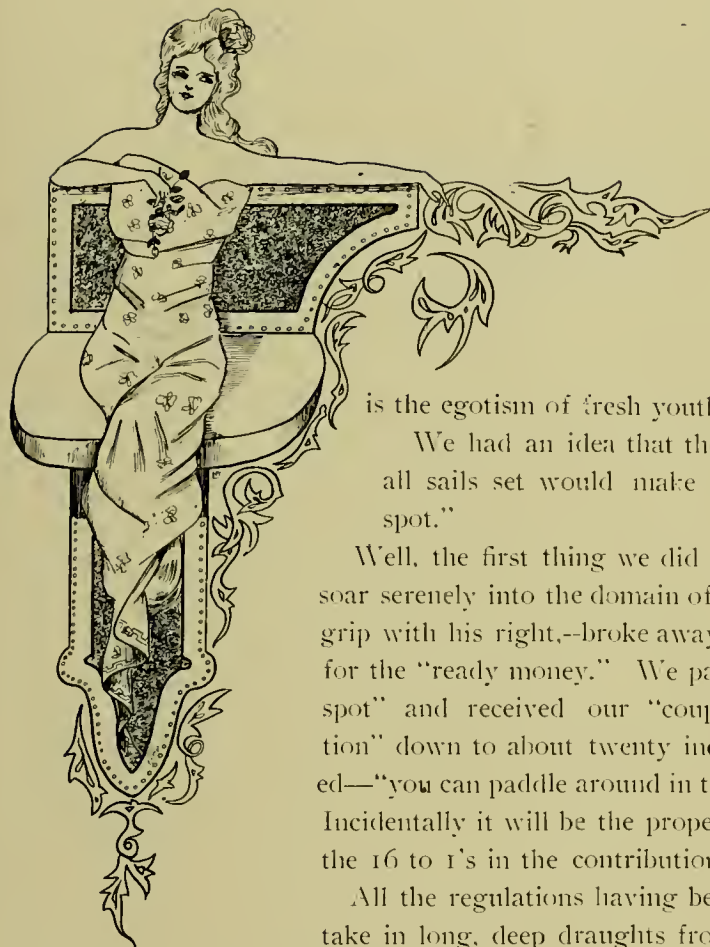 is the egotism of fresh youth
We had an idea that th
all sails set would make
spot."
Well, the first thing we did
soar serenely into the domain of
grip with his right,--broke away
for the "ready money." We pa
spot" and received our "coup
tion" down to about twenty in
ed—"you can paddle around in t
Incidentally it will be the prope
the 16 to 1's in the contribution
All the regulations having be
take in long, deep draughts fro